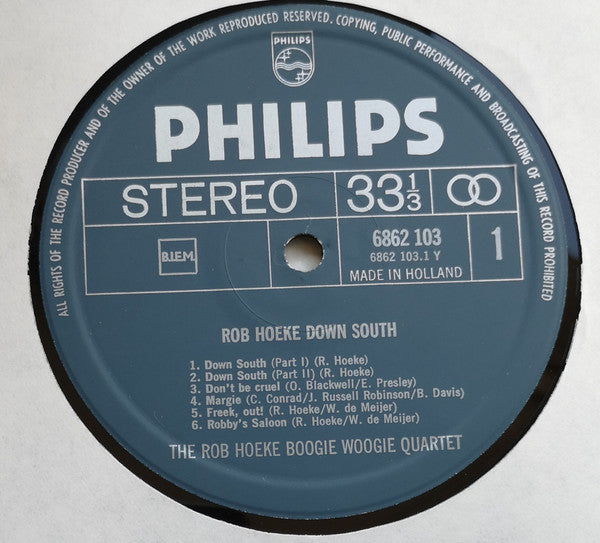 ALL RIGHTS OF THE RECORD PRODUCER AND OF THE OWNER OF THE WORK REPRODUCED RESERVED. COPYING, PUBLIC PERFORMANCE AND BROADCASTING OF THIS RECORD PROHIBITED
PHILIPS
PHILIPS
STEREO 33 1/3
B.I.E.M. 6862 103 1
6862 103.1 Y
MADE IN HOLLAND
ROB HOEKE DOWN SOUTH
1. Down South (Part I) (R. Hoeke)
2. Down South (Part II) (R. Hoeke)
3. Don't be cruel (O. Blackwell/E. Presley)
4. Margie (C. Conrad/J. Russell Robinson/B. Davis)
5. Freek, out! (R. Hoeke/W. de Meijer)
6. Robby's Saloon (R. Hoeke/W. de Meijer)
THE ROB HOEKE BOOGIE WOOGIE QUARTET